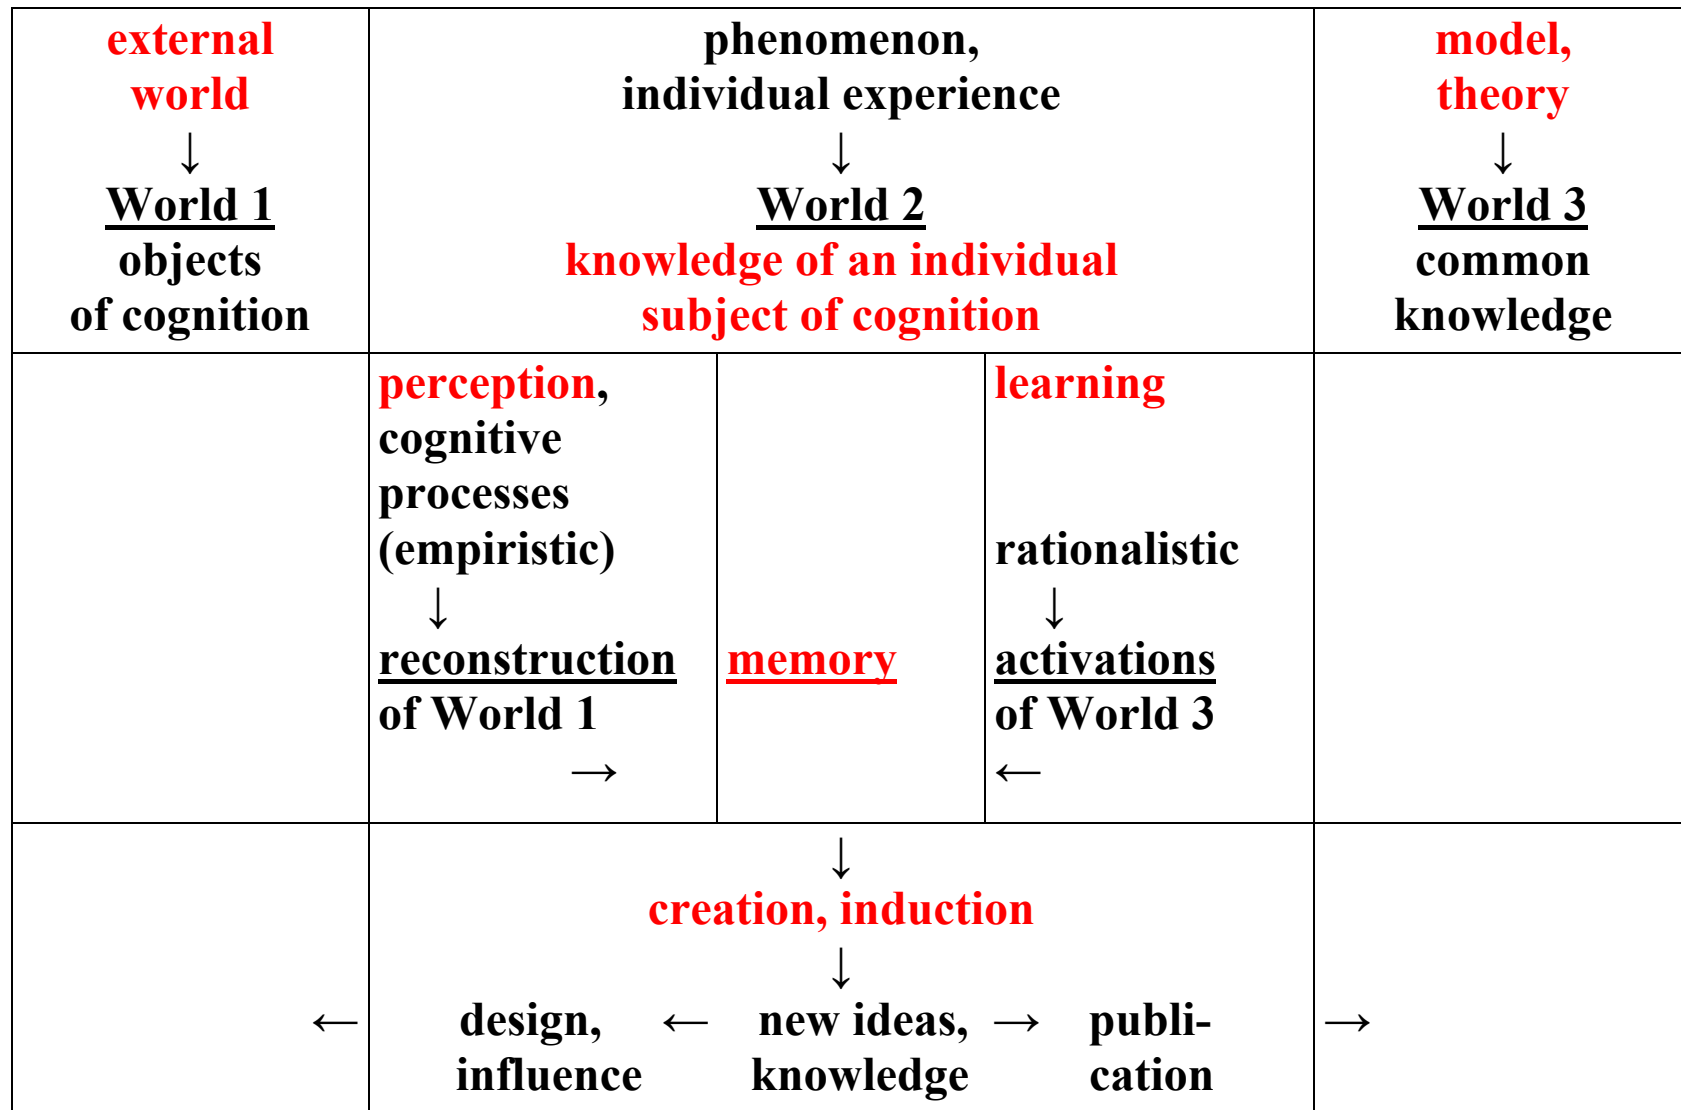 external
world
↓
World 1
objects
of cognition
phenomenon,
individual experience
↓
World 2
knowledge of an individual
subject of cognition
model,
theory
↓
World 3
common
knowledge
perception,
cognitive
processes
(empiristic)
↓
reconstruction
of World 1
→
memory
learning
rationalistic
↓
activations
of World 3
←
↓
creation, induction
↓
← design, ← new ideas, → publi- →
influence knowledge cation